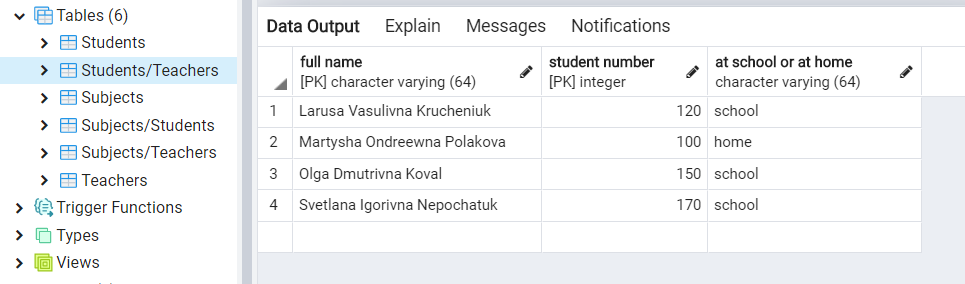 Tables (6)
Students
Students/Teachers
Subjects
Subjects/Students
Subjects/Teachers
Teachers
Trigger Functions
Types
Views
Data Output Explain Messages Notifications
full name student number at school or at home
[PK] character varying (64) [PK] integer character varying (64)
1 Larusa Vasulivna Krucheniuk 120 school
2 Martysha Ondreewna Polakova 100 home
3 Olga Dmutrivna Koval 150 school
4 Svetlana Igorivna Nepochatuk 170 school